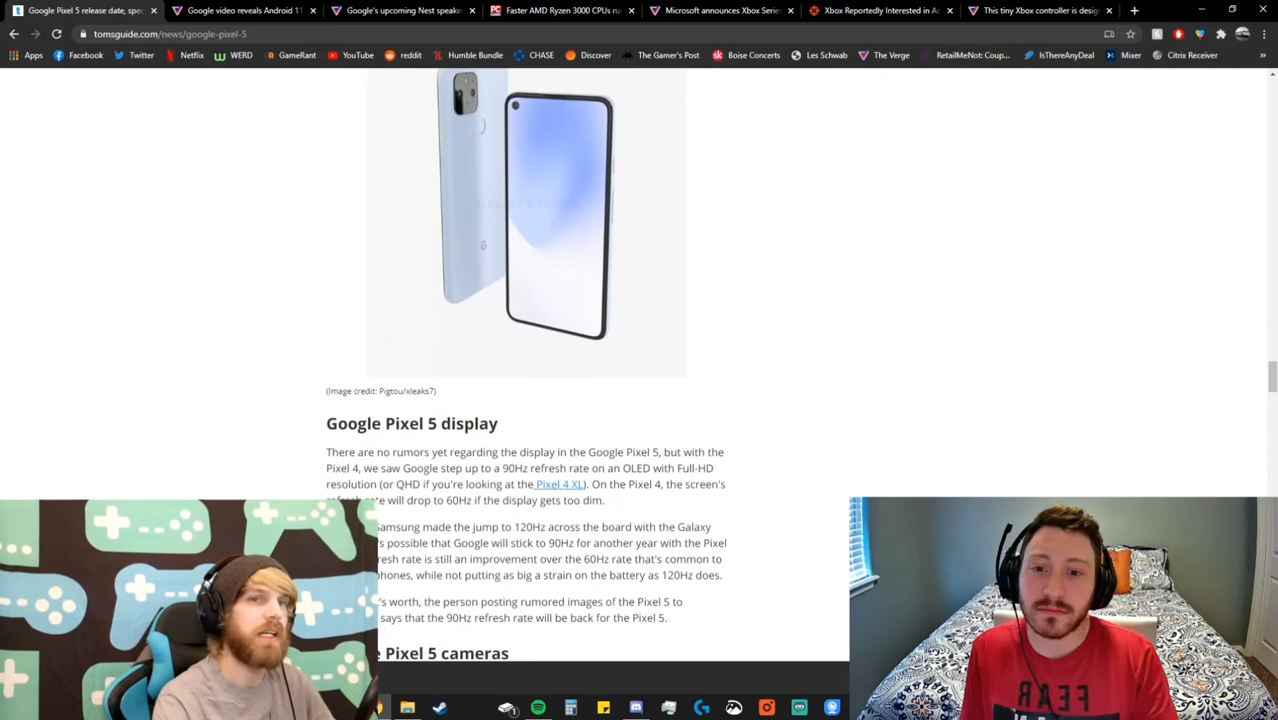 Google Pixel 5 release date, spec
Google video reveals Android 11
Google's upcoming Nest speaker
Faster AMD Ryzen 3000 CPUs ru
Microsoft announces Xbox Series
Xbox Reportedly Interested in Ac
This tiny Xbox controller is desig
tomsguide.com/news/google-pixel-5
Apps Facebook Twitter Netflix WERD GameRant YouTube reddit Humble Bundle CHASE Discover The Gamer's Post Boise Concerts Les Schwab The Verge RetailMeNot Coup... IsThereAnyDeal Mixer Citrix Receiver
(Image credit: Pigtou/xleaks7)
Google Pixel 5 display
There are no rumors yet regarding the display in the Google Pixel 5, but with the
Pixel 4, we saw Google step up to a 90Hz refresh rate on an OLED with Full-HD
resolution (or QHD if you're looking at the Pixel 4 XL). On the Pixel 4, the screen's
refresh rate will drop to 60Hz if the display gets too dim.
Samsung made the jump to 120Hz across the board with the Galaxy
's possible that Google will stick to 90Hz for another year with the Pixel
resh rate is still an improvement over the 60Hz rate that's common to
phones, while not putting as big a strain on the battery as 120Hz does.
's worth, the person posting rumored images of the Pixel 5 to
says that the 90Hz refresh rate will be back for the Pixel 5.
e Pixel 5 cameras
FEAR